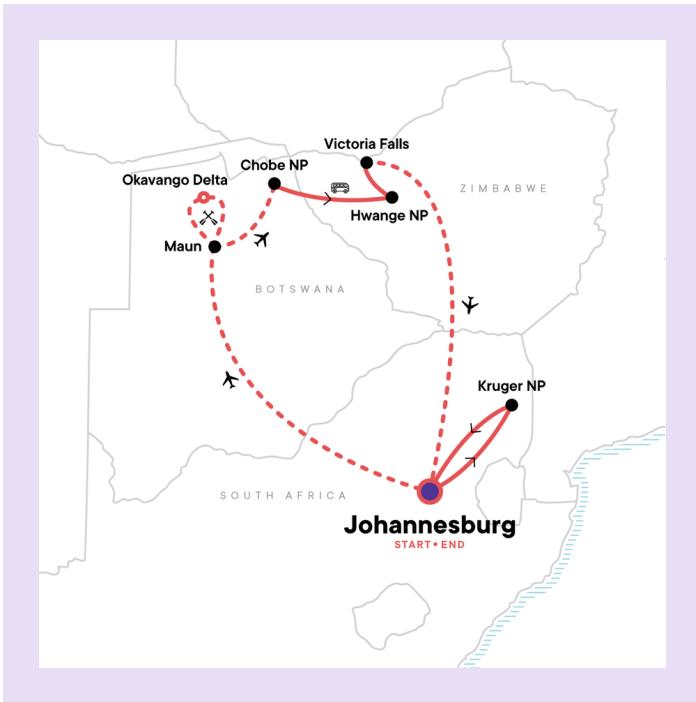 Victoria Falls
Chobe NP
Okavango Delta
ZIMBABWE
Hwange NP
Maun
BOTSWANA
Kruger NP
SOUTH AFRICA
Johannesburg
START•END